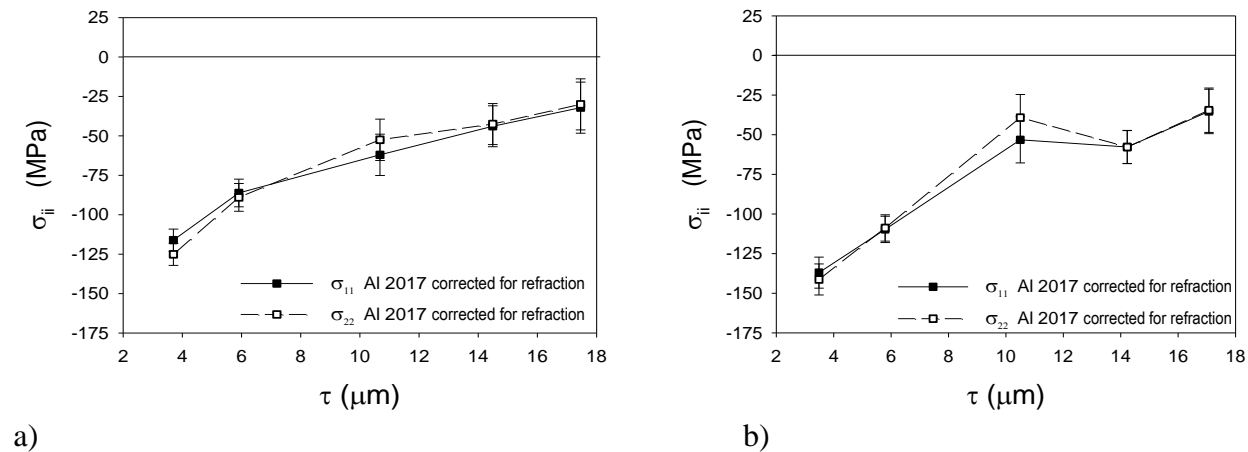 25
0
-25
-50
-75
-100
-125
-150
-175
σii (MPa)
σ11 Al 2017 corrected for refraction
σ22 Al 2017 corrected for refraction
2 4 6 8 10 12 14 16 18
τ (μm)
a)
25
0
-25
-50
-75
-100
-125
-150
-175
σii (MPa)
σ11 Al 2017 corrected for refraction
σ22 Al 2017 corrected for refraction
2 4 6 8 10 12 14 16 18
τ (μm)
b)